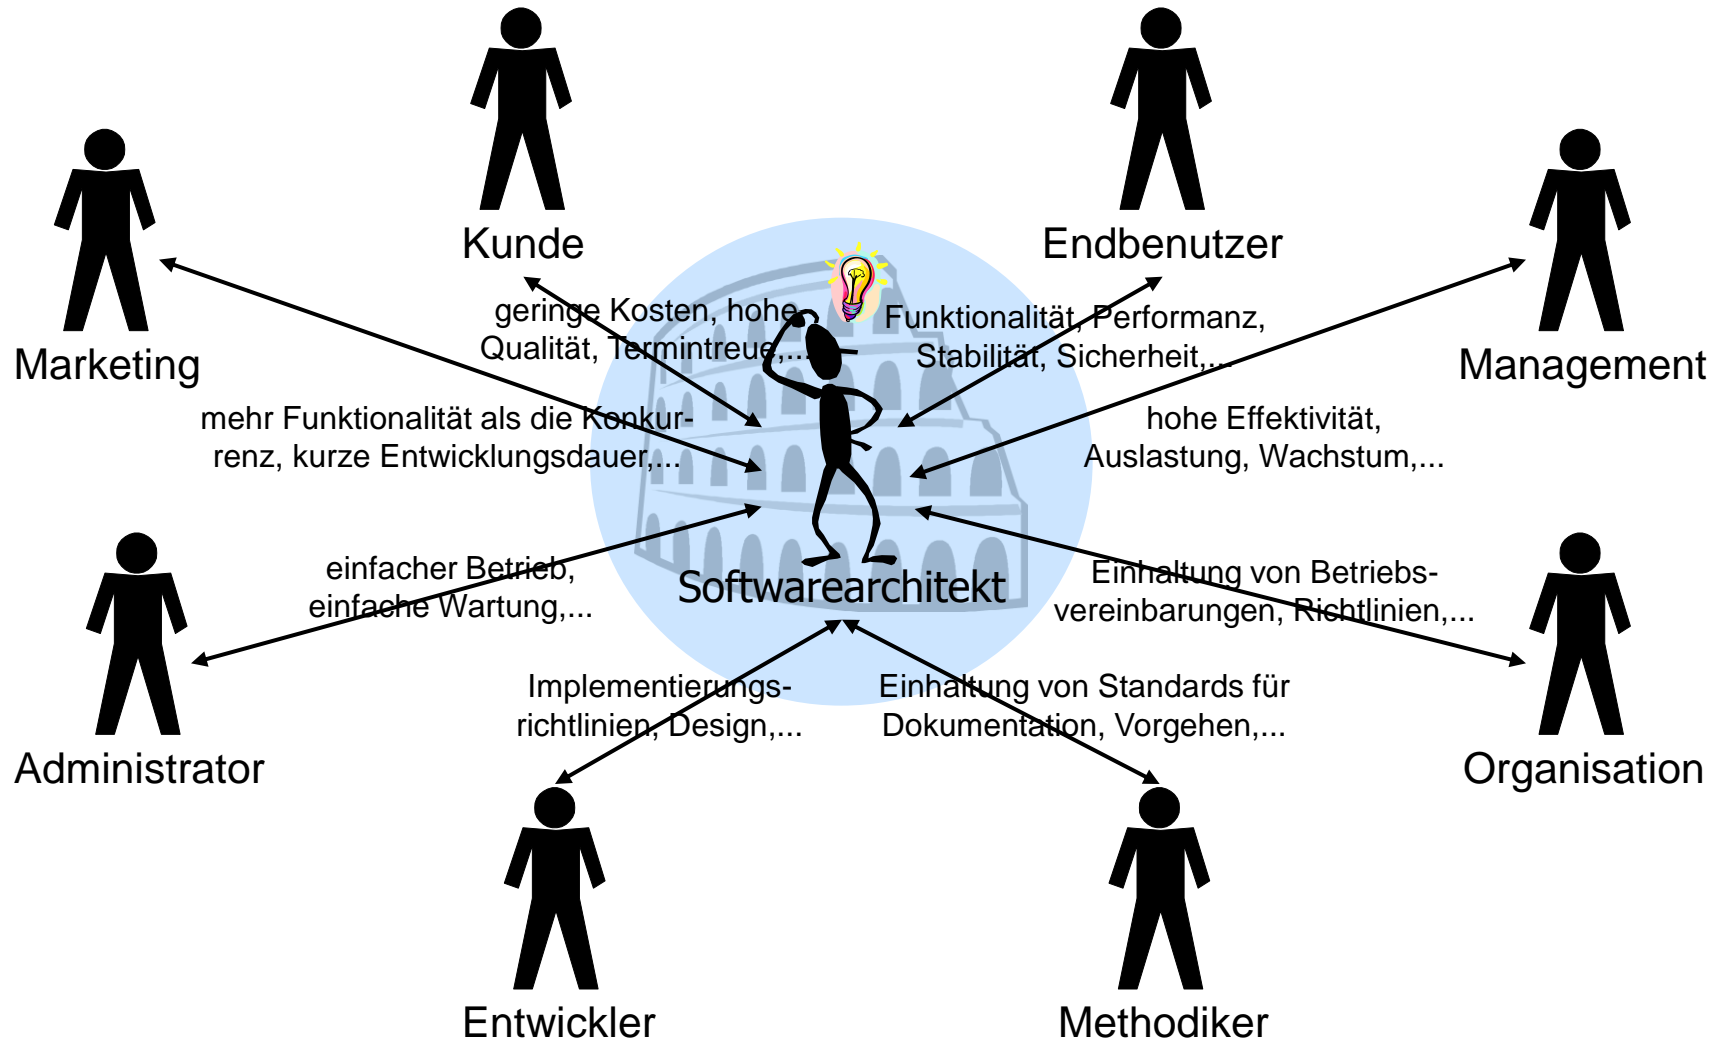 Kunde
Endbenutzer
geringe Kosten, hohe
Qualität, Termintreue,...
Funktionalität, Performanz,
Stabilität, Sicherheit,...
Marketing
Management
mehr Funktionalität als die Konkur-
renz, kurze Entwicklungsdauer,...
hohe Effektivität,
Auslastung, Wachstum,...
einfacher Betrieb,
einfache Wartung,...
Softwarearchitekt
Einhaltung von Betriebs-
vereinbarungen, Richtlinien,...
Implementierungs-
richtlinien, Design,...
Einhaltung von Standards für
Dokumentation, Vorgehen,...
Administrator
Organisation
Entwickler
Methodiker